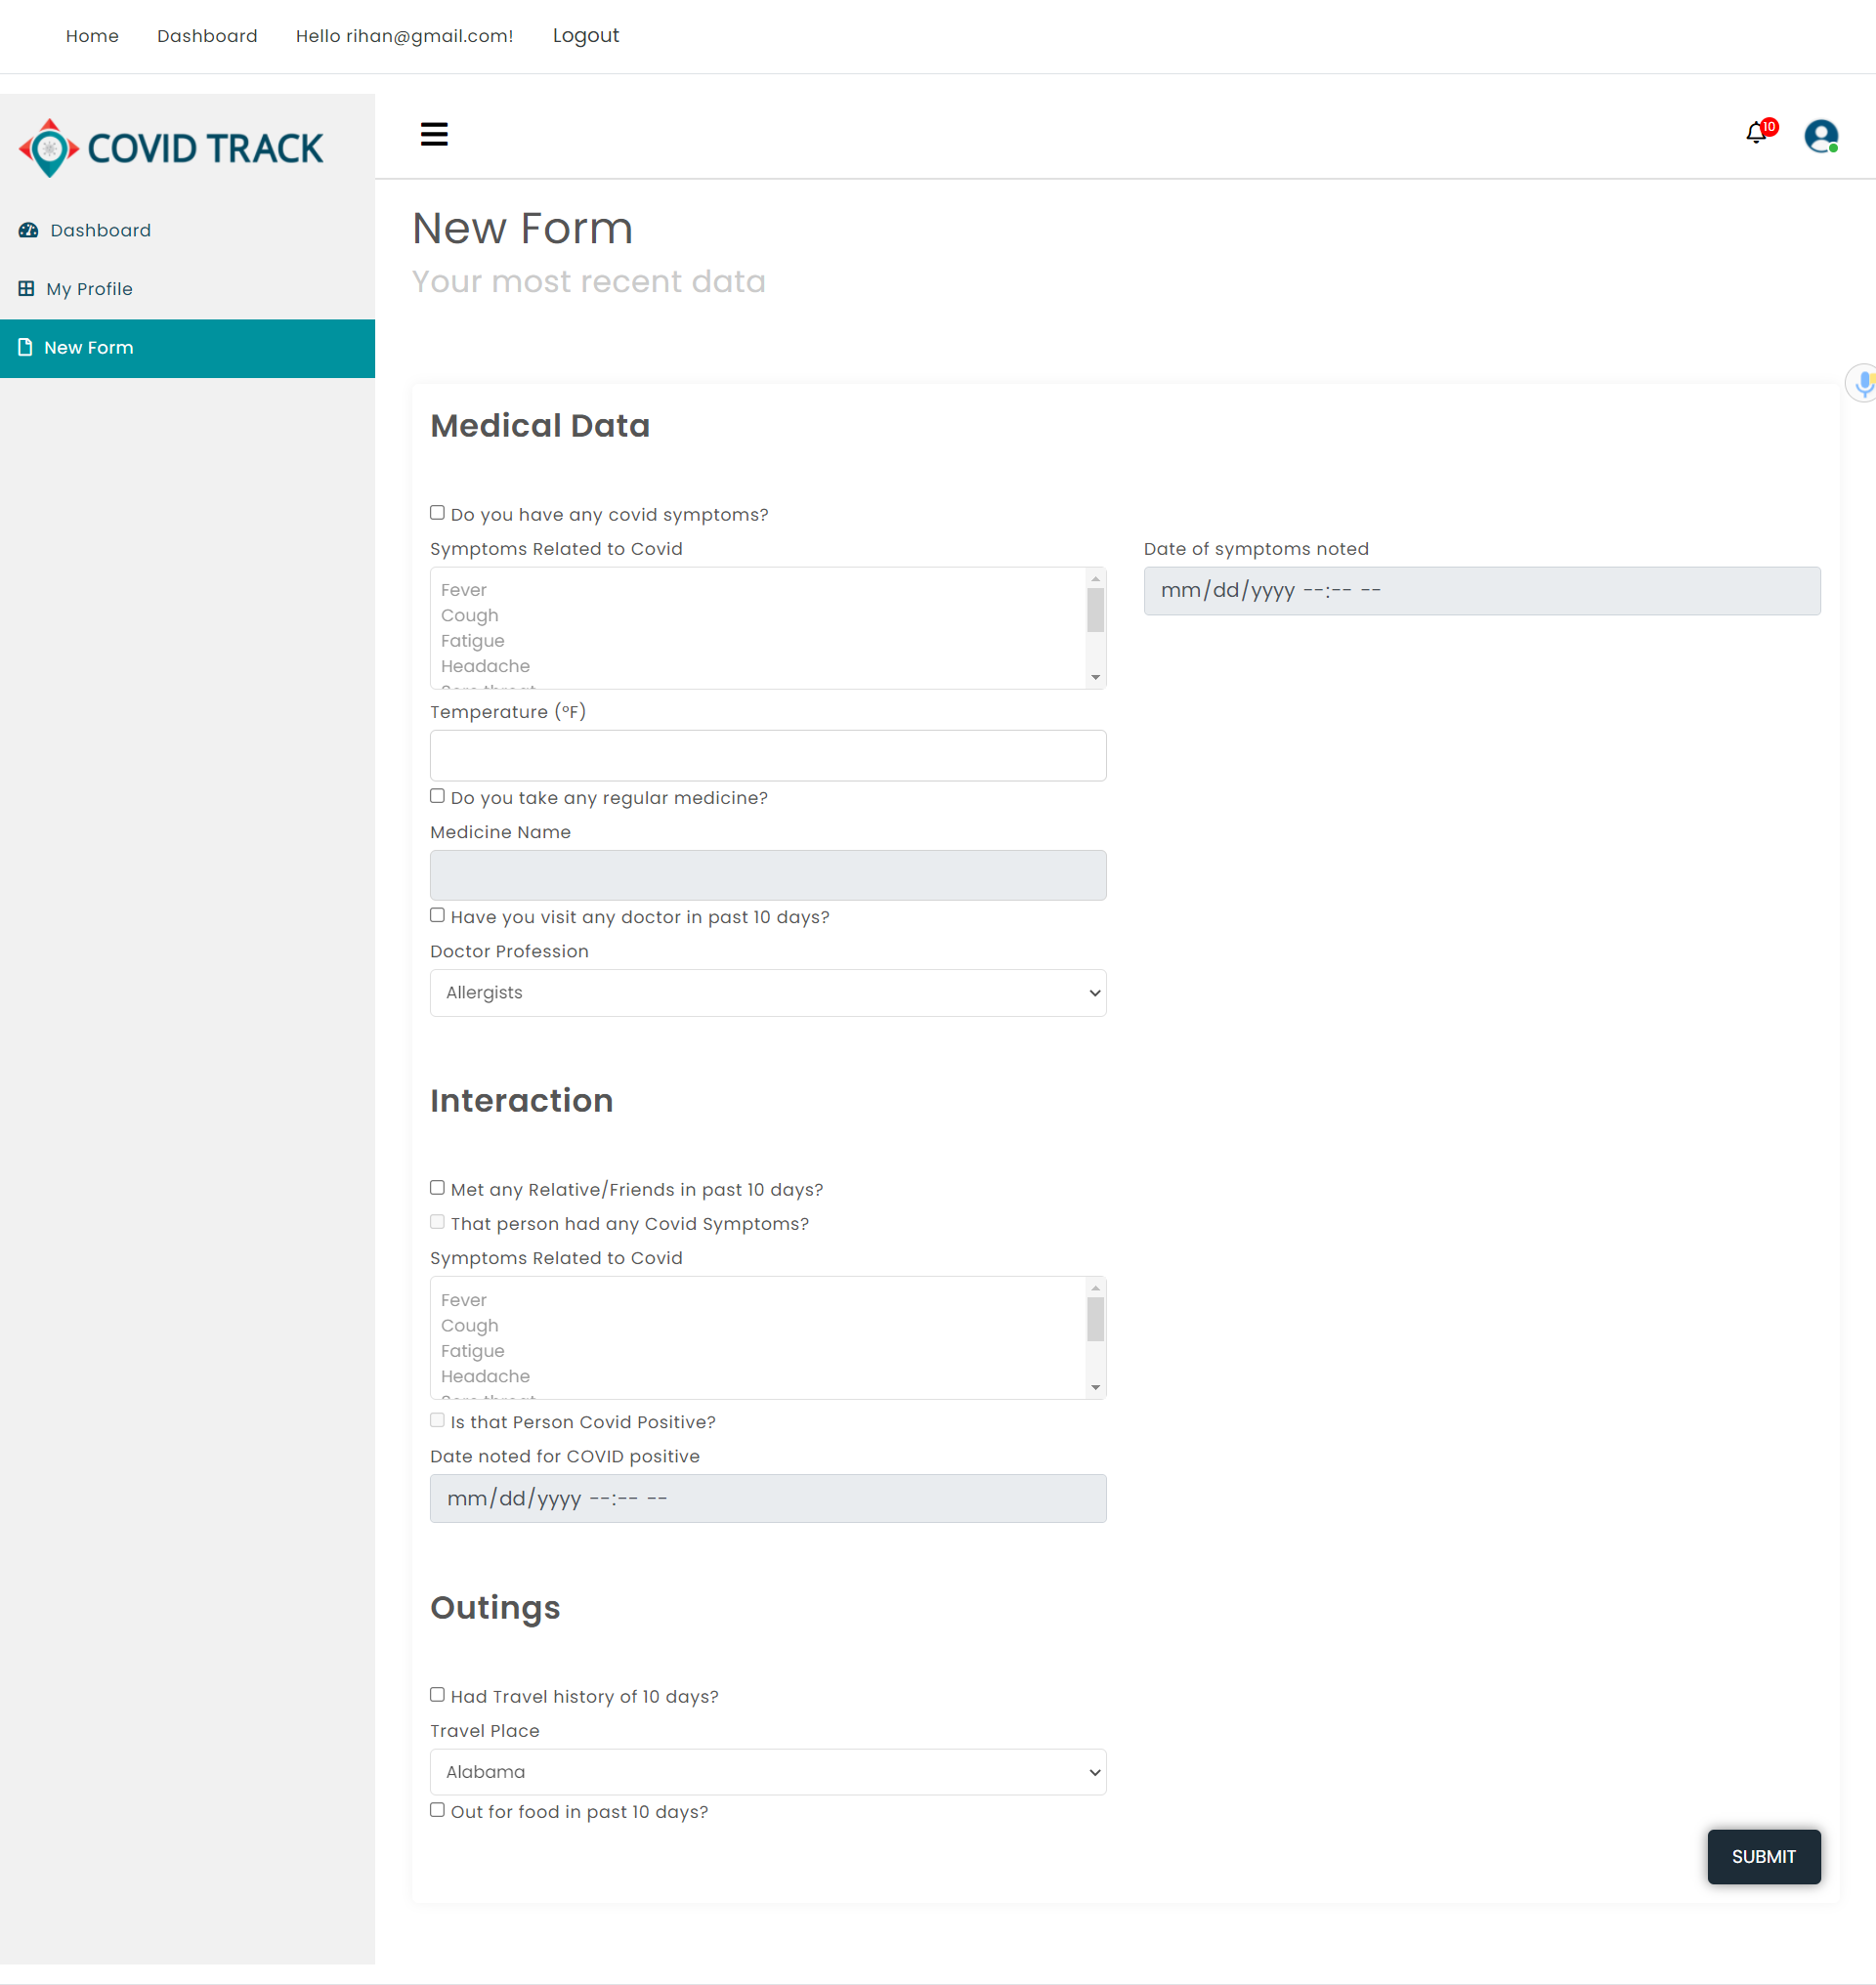 Home Dashboard Hello rihan@gmail.com! Logout
COVID TRACK
10
Dashboard
My Profile
New Form
New Form
Your most recent data
Medical Data
Do you have any covid symptoms?
Symptoms Related to Covid
Date of symptoms noted
Fever
Cough
Fatigue
Headache
mm/dd/yyyy --:-- --
Temperature (°F)
Do you take any regular medicine?
Medicine Name
Have you visit any doctor in past 10 days?
Doctor Profession
Allergists
Interaction
Met any Relative/Friends in past 10 days?
That person had any Covid Symptoms?
Symptoms Related to Covid
Fever
Cough
Fatigue
Headache
Is that Person Covid Positive?
Date noted for COVID positive
mm/dd/yyyy --:-- --
Outings
Had Travel history of 10 days?
Travel Place
Alabama
Out for food in past 10 days?
SUBMIT